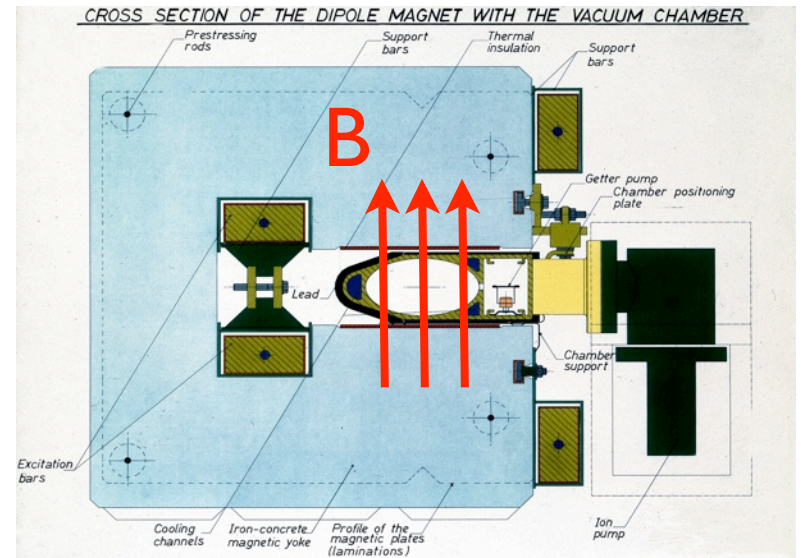 CROSS SECTION OF THE DIPOLE MAGNET WITH THE VACUUM CHAMBER
Prestressing
rods
Support
bars
Thermal
insulation
Support
bars
B
Getter pump
Chamber positioning
plate
Lead
Chamber
support
Excitation
bars
Cooling
channels
Iron-concrete
magnetic yoke
Profile of the
magnetic plates
(laminations)
Ion
pump